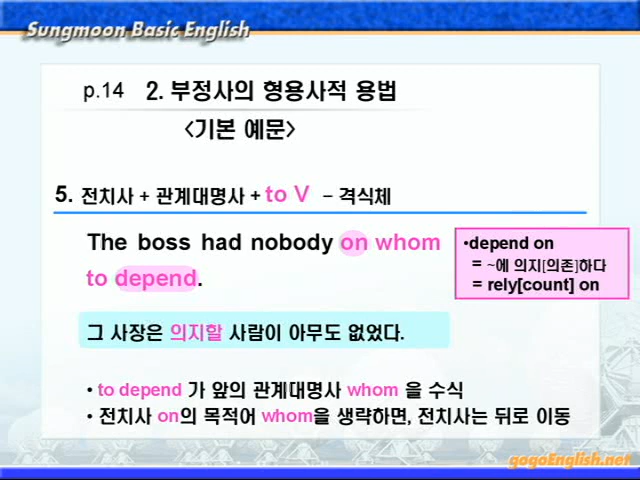 Sungmoon Basic English
p.14 2. 부정사의 형용사적 용법
<기본 예문>
5. 전치사 + 관계대명사 + to V – 격식체
The boss had nobody on whom
to depend.
•depend on
= ~에 의지[의존]하다
= rely[count] on
그 사장은 의지할 사람이 아무도 없었다.
• to depend 가 앞의 관계대명사 whom 을 수식
• 전치사 on의 목적어 whom을 생략하면, 전치사는 뒤로 이동
gogoEnglish.net